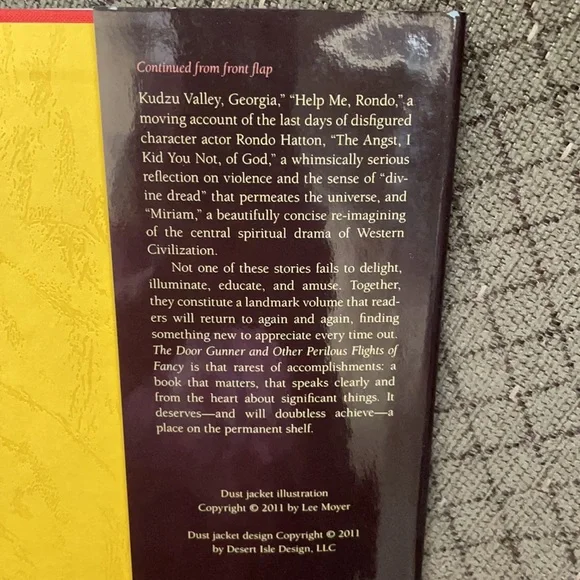 Continued from front flap
Kudzu Valley, Georgia,” “Help Me, Rondo,” a
moving account of the last days of disfigured
character actor Rondo Hatton, “The Angst, I
Kid You Not, of God,” a whimsically serious
reflection on violence and the sense of “div-
ine dread” that permeates the universe, and
“Miriam,” a beautifully concise re-imagining
of the central spiritual drama of Western
Civilization.
Not one of these stories fails to delight,
illuminate, educate, and amuse. Together,
they constitute a landmark volume that read-
ers will return to again and again, finding
something new to appreciate every time out.
The Door Gunner and Other Perilous Flights of
Fancy is that rarest of accomplishments: a
book that matters, that speaks clearly and
from the heart about significant things. It
deserves—and will doubtless achieve—a
place on the permanent shelf.
Dust jacket illustration
Copyright © 2011 by Lee Moyer
Dust jacket design Copyright © 2011
by Desert Isle Design, LLC